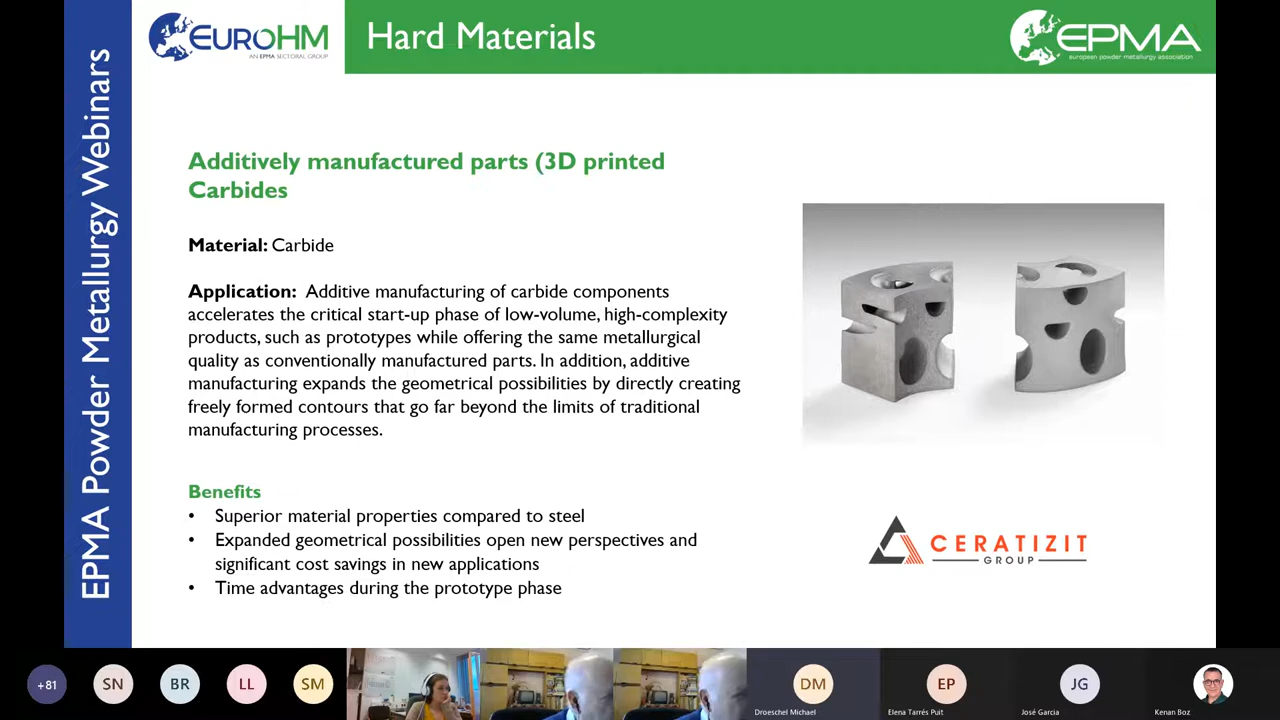 EPMA Powder Metallurgy Webinars
EUROHM
AN EPMA SECTORAL GROUP
Hard Materials
EPMA
european powder metallurgy association
Additively manufactured parts (3D printed
Carbides
Material: Carbide
Application: Additive manufacturing of carbide components
accelerates the critical start-up phase of low-volume, high-complexity
products, such as prototypes while offering the same metallurgical
quality as conventionally manufactured parts. In addition, additive
manufacturing expands the geometrical possibilities by directly creating
freely formed contours that go far beyond the limits of traditional
manufacturing processes.
Benefits
• Superior material properties compared to steel
• Expanded geometrical possibilities open new perspectives and
significant cost savings in new applications
• Time advantages during the prototype phase
CERATIZIT
GROUP
+81
SN
BR
LL
SM
DM
Droeschel Michael
EP
Elena Tarrés Puit
JG
José Garcia
Kenan Boz